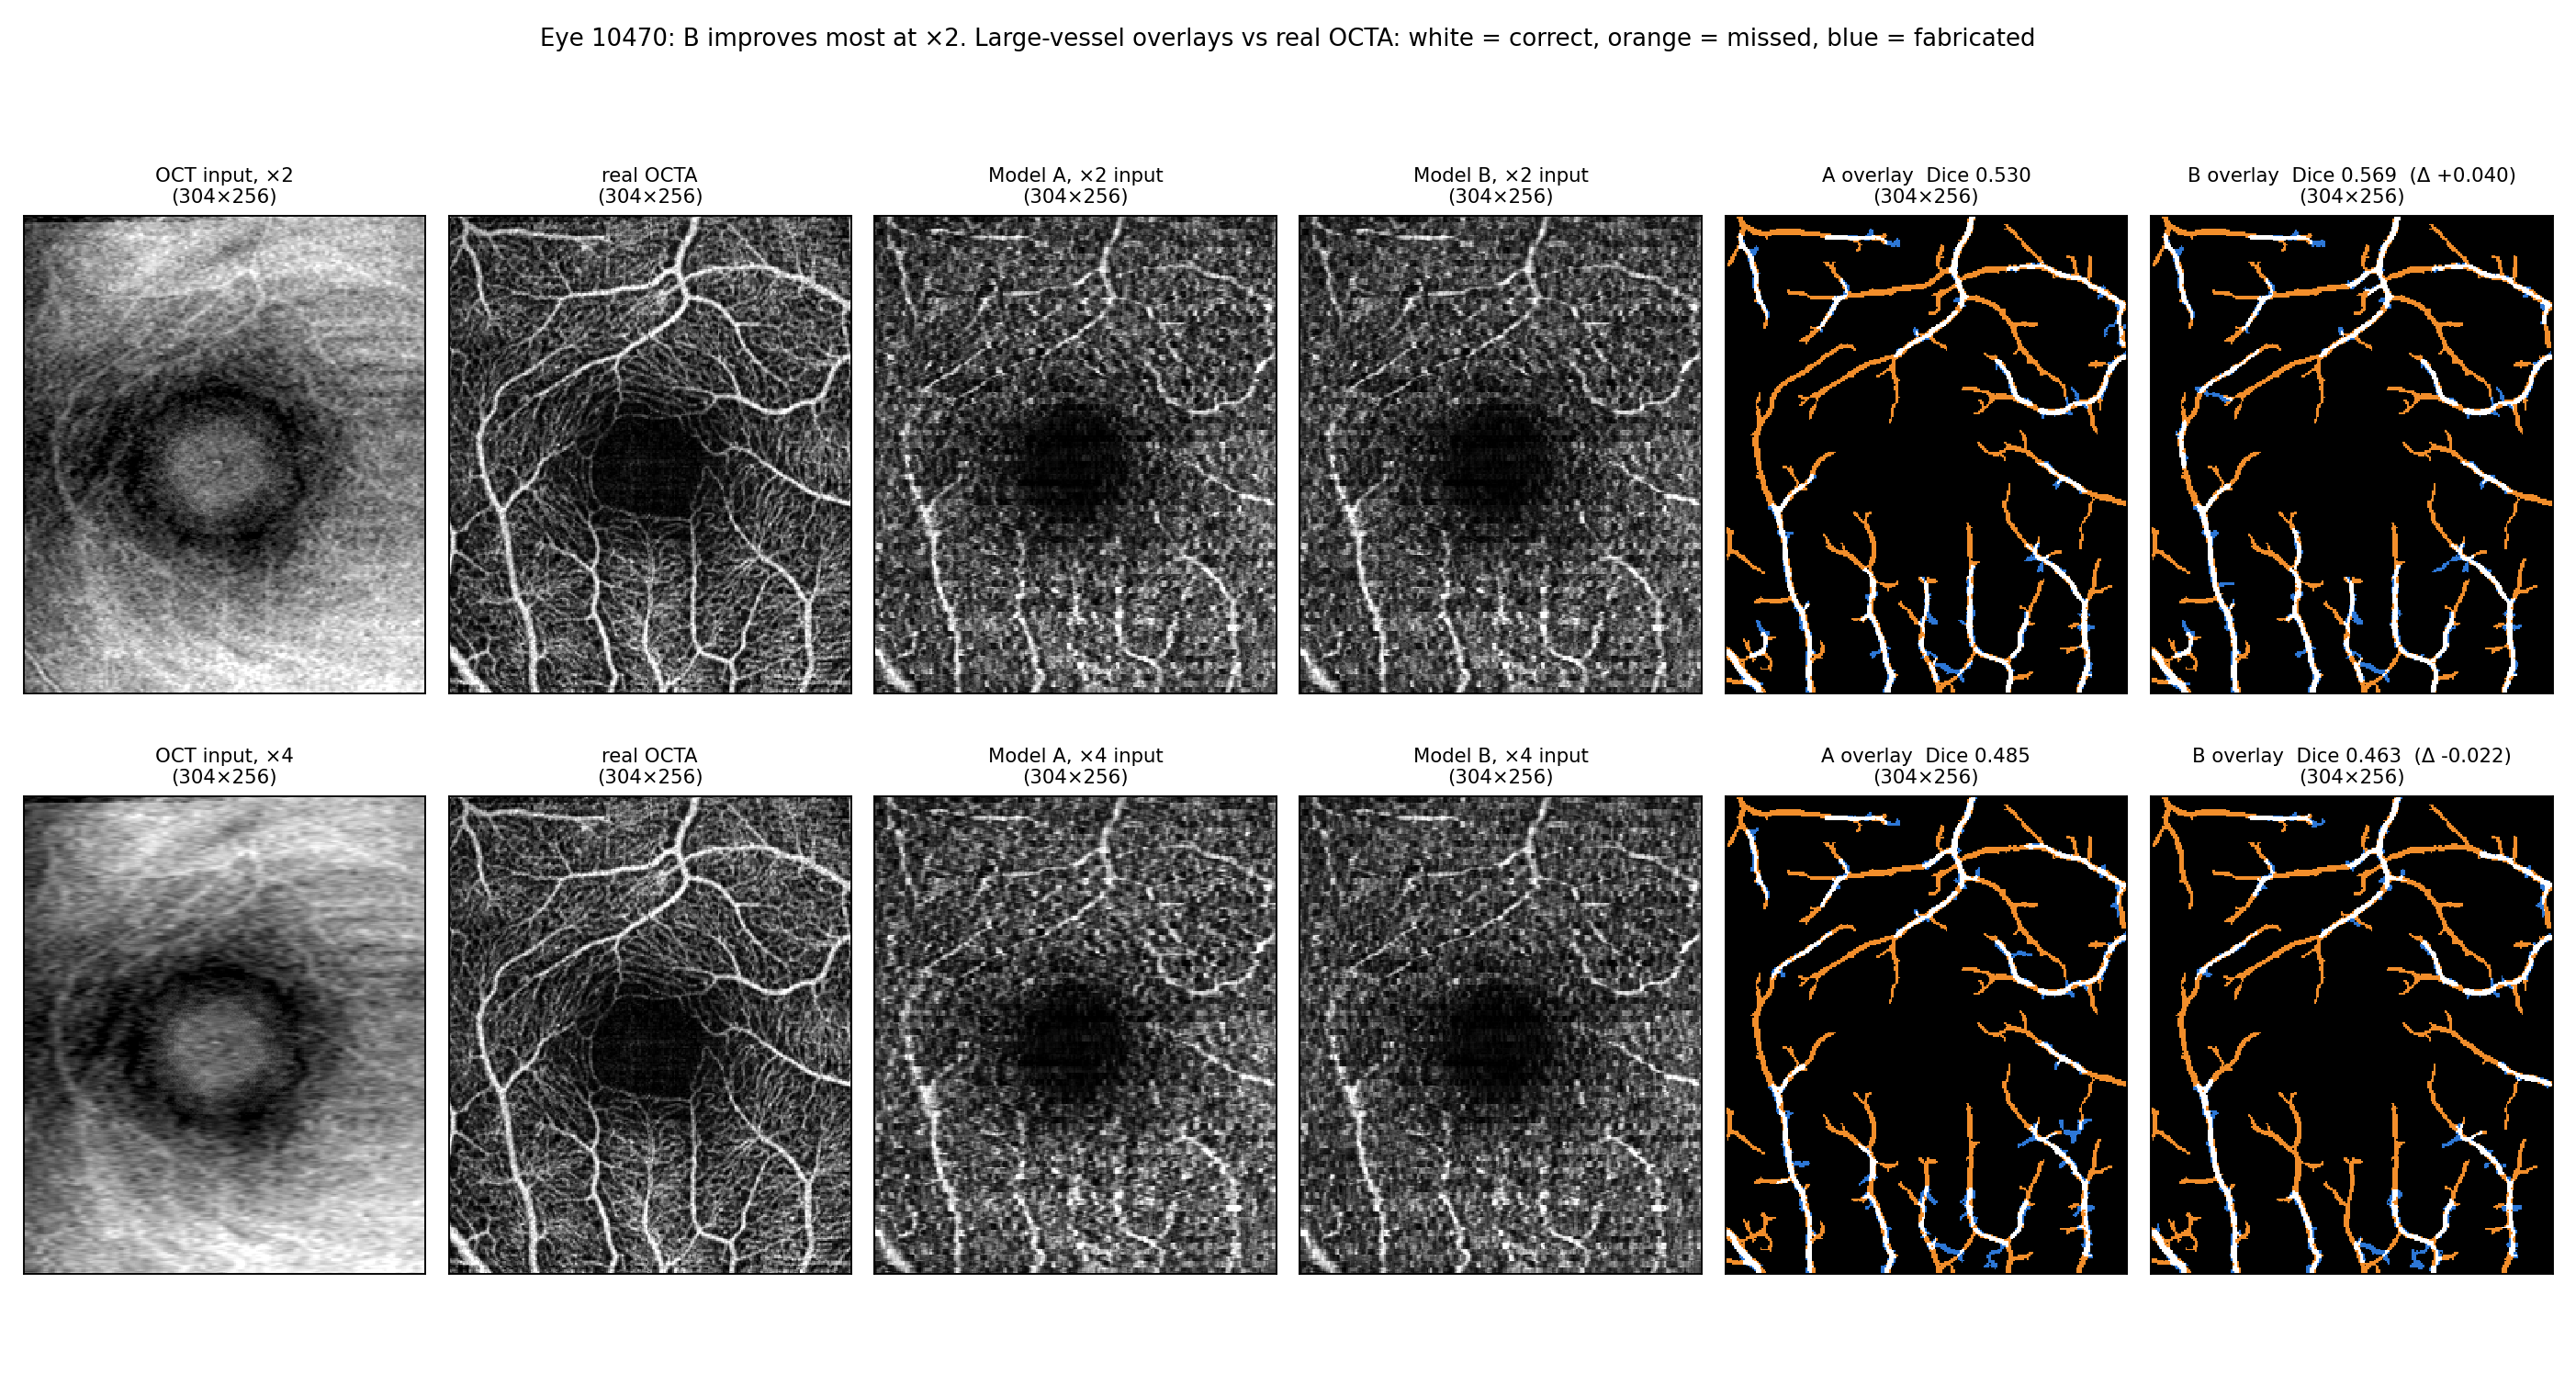 Eye 10470: B improves most at ×2. Large-vessel overlays vs real OCTA: white = correct, orange = missed, blue = fabricated
OCT input, ×2
(304×256)
real OCTA
(304×256)
Model A, ×2 input
(304×256)
Model B, ×2 input
(304×256)
A overlay  Dice 0.530
(304×256)
B overlay  Dice 0.569  (Δ +0.040)
(304×256)
OCT input, ×4
(304×256)
real OCTA
(304×256)
Model A, ×4 input
(304×256)
Model B, ×4 input
(304×256)
A overlay  Dice 0.485
(304×256)
B overlay  Dice 0.463  (Δ -0.022)
(304×256)